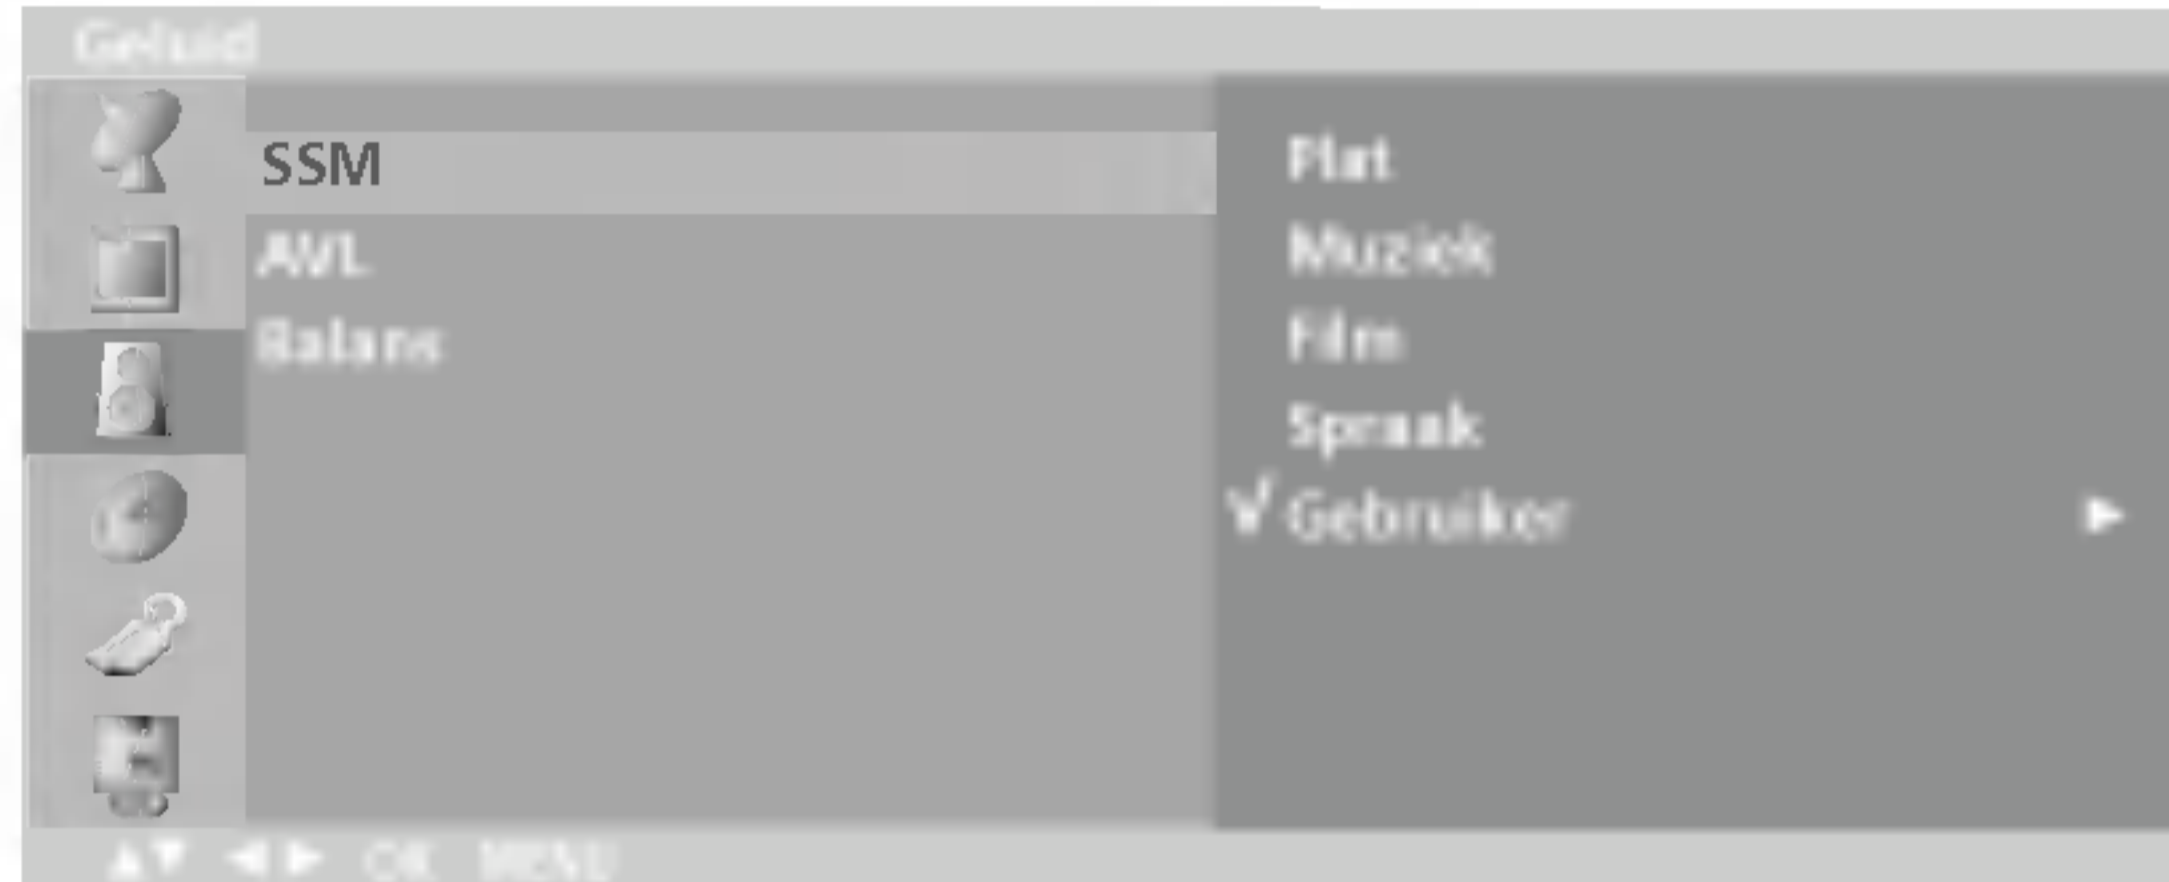 Geluid
SSM
AVL
Balans
Plat
Muziek
Film
Spraak
√ Gebruiker ▶
▲▼ ◀▶ OK MENU